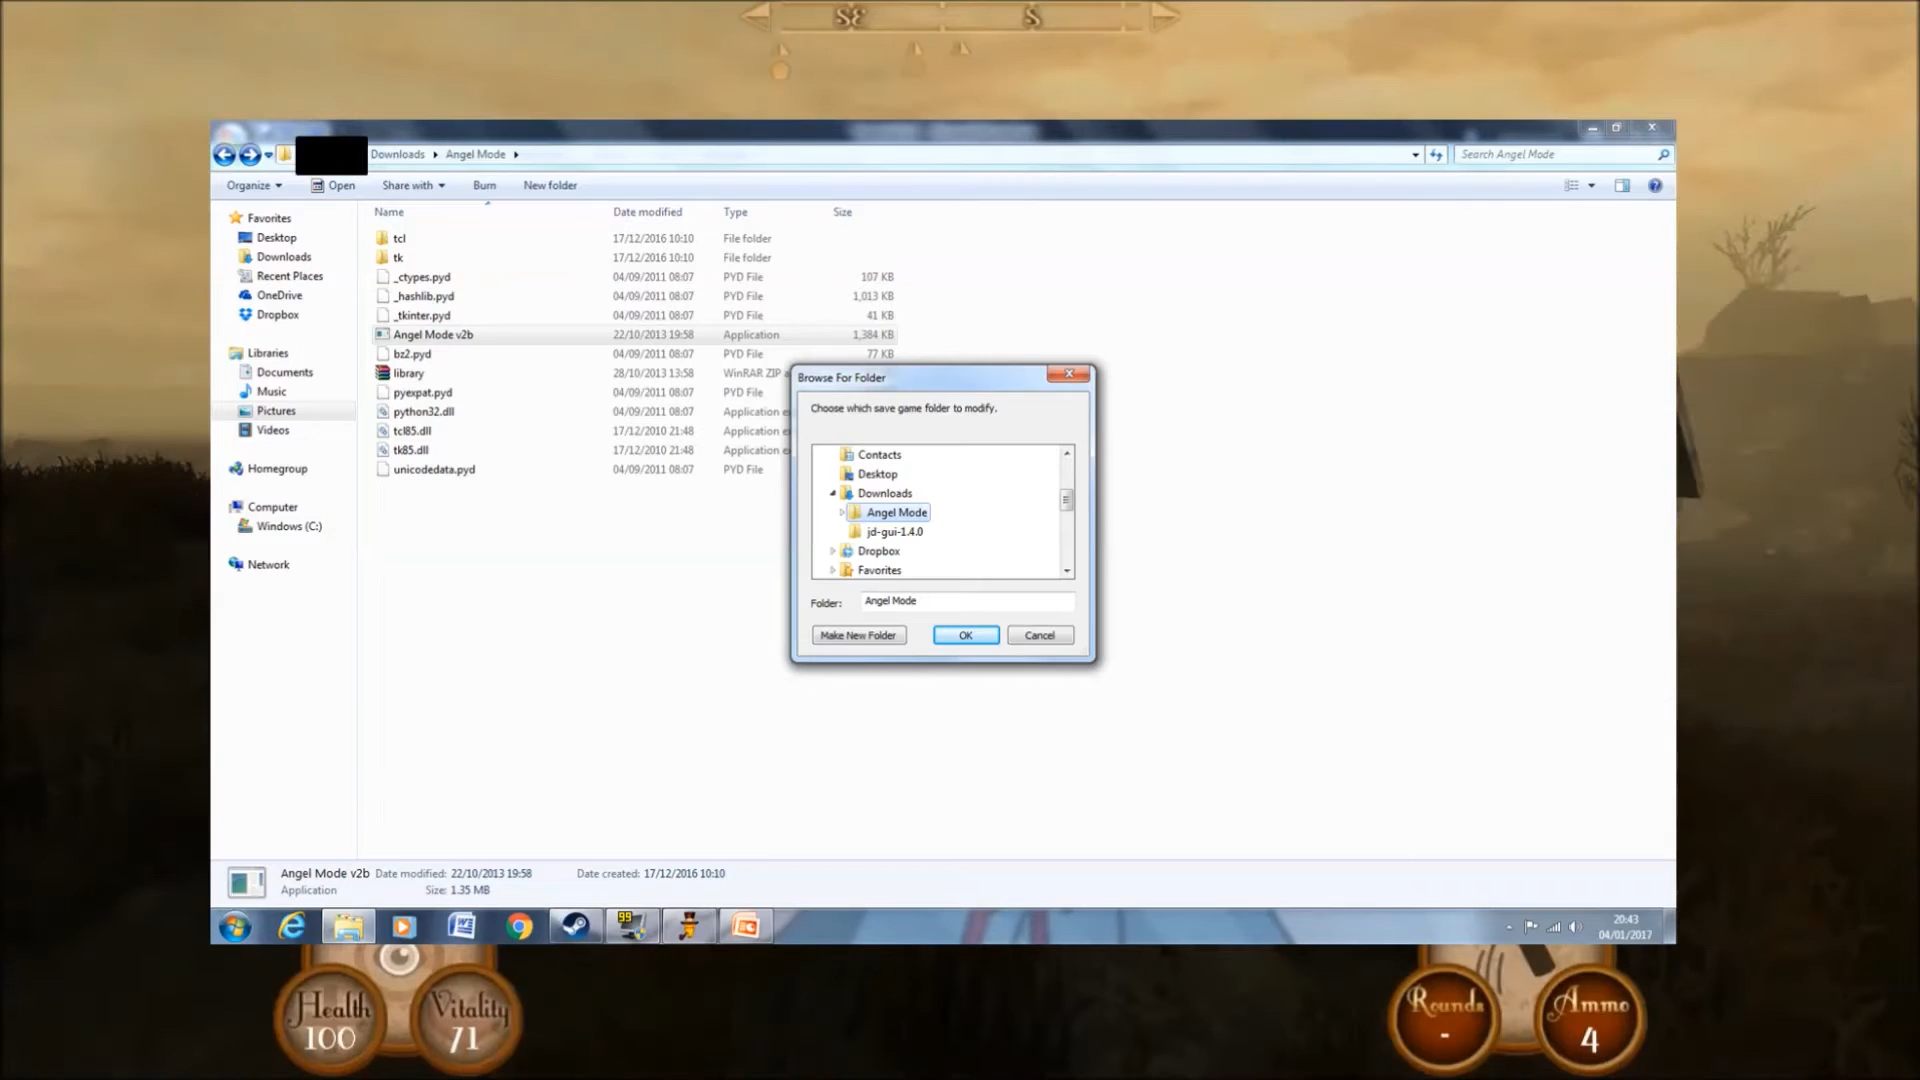 SE S
Downloads Angel Mode Search Angel Mode
Organize Open Share with Burn New folder
Name Date modified Type Size
Favorites
Desktop
Downloads
Recent Places
OneDrive
Dropbox
Libraries
Documents
Music
Pictures
Videos
Homegroup
Computer
Windows (C:)
Network
tcl 17/12/2016 10:10 File folder
tk 17/12/2016 10:10 File folder
_ctypes.pyd 04/09/2011 08:07 PYD File 107 KB
_hashlib.pyd 04/09/2011 08:07 PYD File 1,013 KB
_tkinter.pyd 04/09/2011 08:07 PYD File 41 KB
Angel Mode v2b 22/10/2013 19:58 Application 1,384 KB
bz2.pyd 04/09/2011 08:07 PYD File 77 KB
library 28/10/2013 13:58 WinRAR ZIP a
pyexpat.pyd 04/09/2011 08:07 PYD File
python32.dll 04/09/2011 08:07 Application e
tcl85.dll 17/12/2010 21:48 Application e
tk85.dll 17/12/2010 21:48 Application e
unicodedata.pyd 04/09/2011 08:07 PYD File
Browse For Folder
Choose which save game folder to modify.
Contacts
Desktop
Downloads
Angel Mode
jd-gui-1.4.0
Dropbox
Favorites
Folder: Angel Mode
Make New Folder OK Cancel
Angel Mode v2b Date modified: 22/10/2013 19:58 Date created: 17/12/2016 10:10
Application Size: 1.35 MB
99
20:43
04/01/2017
Health
100
Vitality
71
Rounds
-
Ammo
4